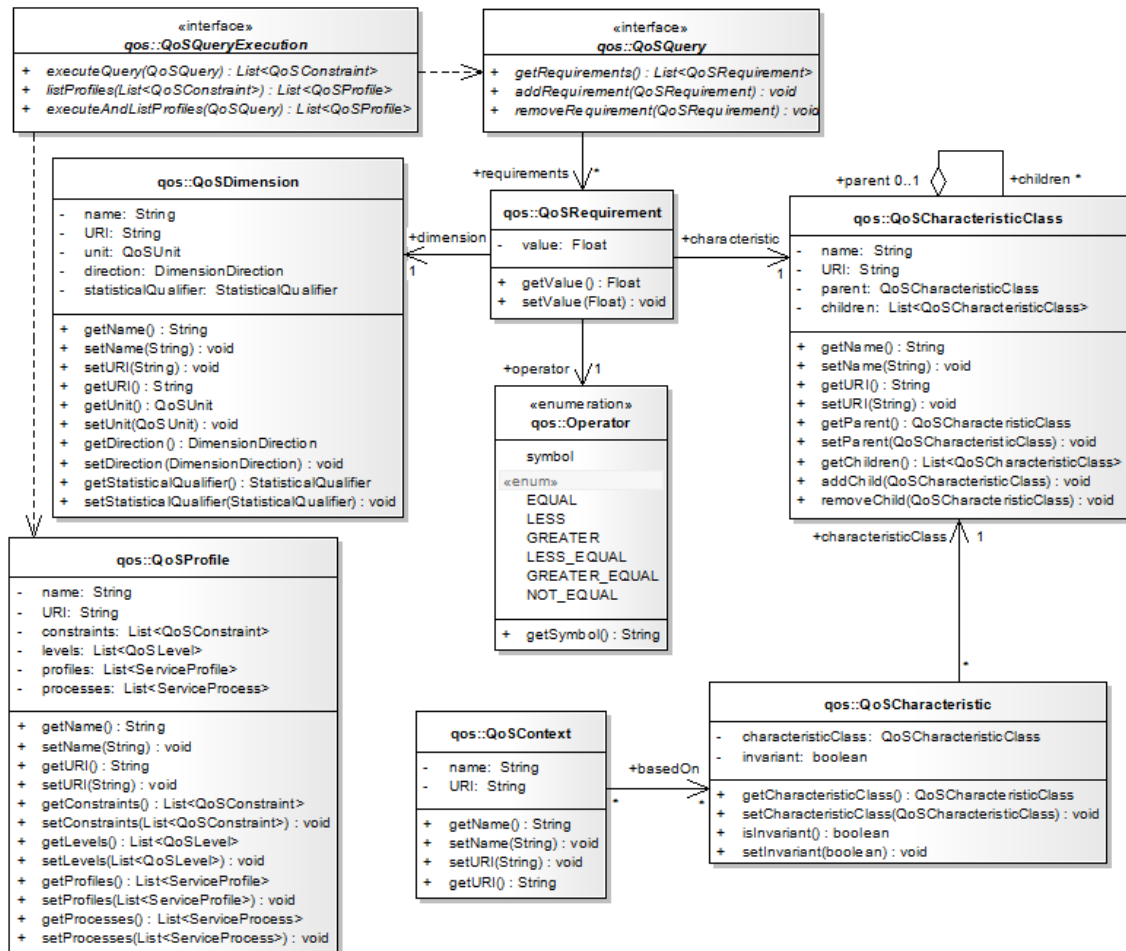 «interface»
qos::QoSQueryExecution
+ executeQuery(QoSQuery) : List<QoSConstraint>
+ listProfiles(List<QoSConstraint>) : List<QoSProfile>
+ executeAndListProfiles(QoSQuery) : List<QoSProfile>
«interface»
qos::QoSQuery
+ getRequirements() : List<QoSRequirement>
+ addRequirement(QoSRequirement) : void
+ removeRequirement(QoSRequirement) : void
+requirements *
qos::QoSDimension
- name: String
- URI: String
- unit: QoSUnit
- direction: DimensionDirection
- statisticalQualifier: StatisticalQualifier
+ getName() : String
+ setName(String) : void
+ setURI(String) : void
+ getURI() : String
+ getUnit() : QoSUnit
+ setUnit(QoSUnit) : void
+ getDirection() : DimensionDirection
+ setDirection(DimensionDirection) : void
+ getStatisticalQualifier() : StatisticalQualifier
+ setStatisticalQualifier(StatisticalQualifier) : void
+dimension
1
qos::QoSRequirement
- value: Float
+ getValue() : Float
+ setValue(Float) : void
+characteristic
1
+parent 0..1
+children *
qos::QoSCharacteristicClass
- name: String
- URI: String
- parent: QoSCharacteristicClass
- children: List<QoSCharacteristicClass>
+ getName() : String
+ setName(String) : void
+ getURI() : String
+ setURI(String) : void
+ getParent() : QoSCharacteristicClass
+ setParent(QoSCharacteristicClass) : void
+ getChildren() : List<QoSCharacteristicClass>
+ addChild(QoSCharacteristicClass) : void
+ removeChild(QoSCharacteristicClass) : void
+operator 1
«enumeration»
qos::Operator
symbol
«enum»
EQUAL
LESS
GREATER
LESS_EQUAL
GREATER_EQUAL
NOT_EQUAL
+ getSymbol() : String
+characteristicClass 1
*
qos::QoSProfile
- name: String
- URI: String
- constraints: List<QoSConstraint>
- levels: List<QoSLevel>
- profiles: List<ServiceProfile>
- processes: List<ServiceProcess>
+ getName() : String
+ setName(String) : void
+ getURI() : String
+ setURI(String) : void
+ getConstraints() : List<QoSConstraint>
+ setConstraints(List<QoSConstraint>) : void
+ getLevels() : List<QoSLevel>
+ setLevels(List<QoSLevel>) : void
+ getProfiles() : List<ServiceProfile>
+ setProfiles(List<ServiceProfile>) : void
+ getProcesses() : List<ServiceProcess>
+ setProcesses(List<ServiceProcess>) : void
qos::QoSContext
- name: String
- URI: String
+ getName() : String
+ setName(String) : void
+ setURI(String) : void
+ getURI() : String
+basedOn
* *
qos::QoSCharacteristic
- characteristicClass: QoSCharacteristicClass
- invariant: boolean
+ getCharacteristicClass() : QoSCharacteristicClass
+ setCharacteristicClass(QoSCharacteristicClass) : void
+ isInvariant() : boolean
+ setInvariant(boolean) : void